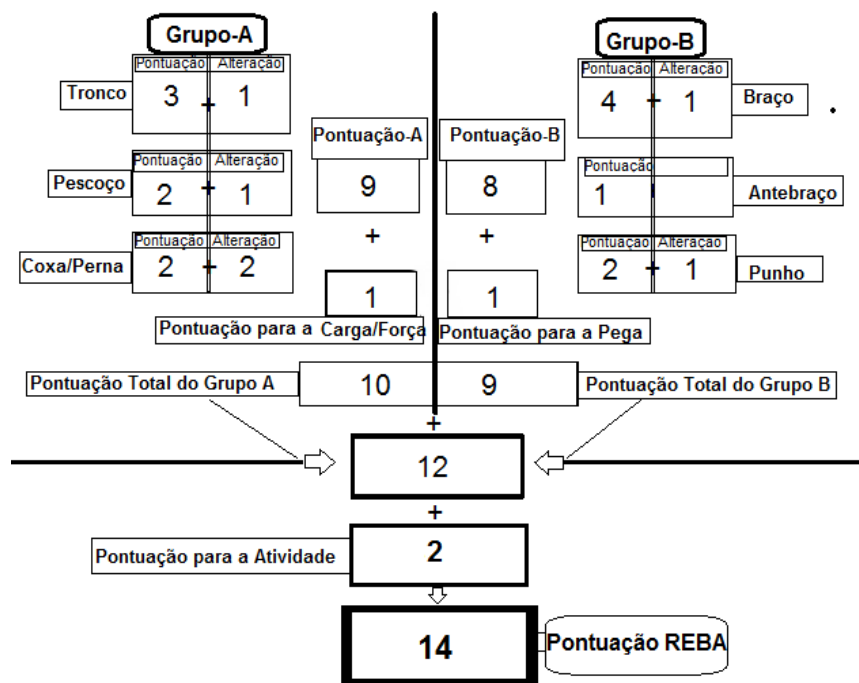 Grupo-A
Grupo-B
Pontuação Alteração
Tronco
3 + 1
Pontuação Alteração
4 + 1
Braço
Pontuação-A
Pontuação-B
Pontuação Alteração
Pescoço
2 + 1
9
8
Pontuação
1
Antebraço
+
+
Pontuação Alteração
Coxa/Perna
2 + 2
Pontuação Alteração
2 + 1
Punho
1
1
Pontuação para a Carga/Força
Pontuação para a Pega
Pontuação Total do Grupo A
10
9
Pontuação Total do Grupo B
+
12
+
Pontuação para a Atividade
2
14
Pontuação REBA